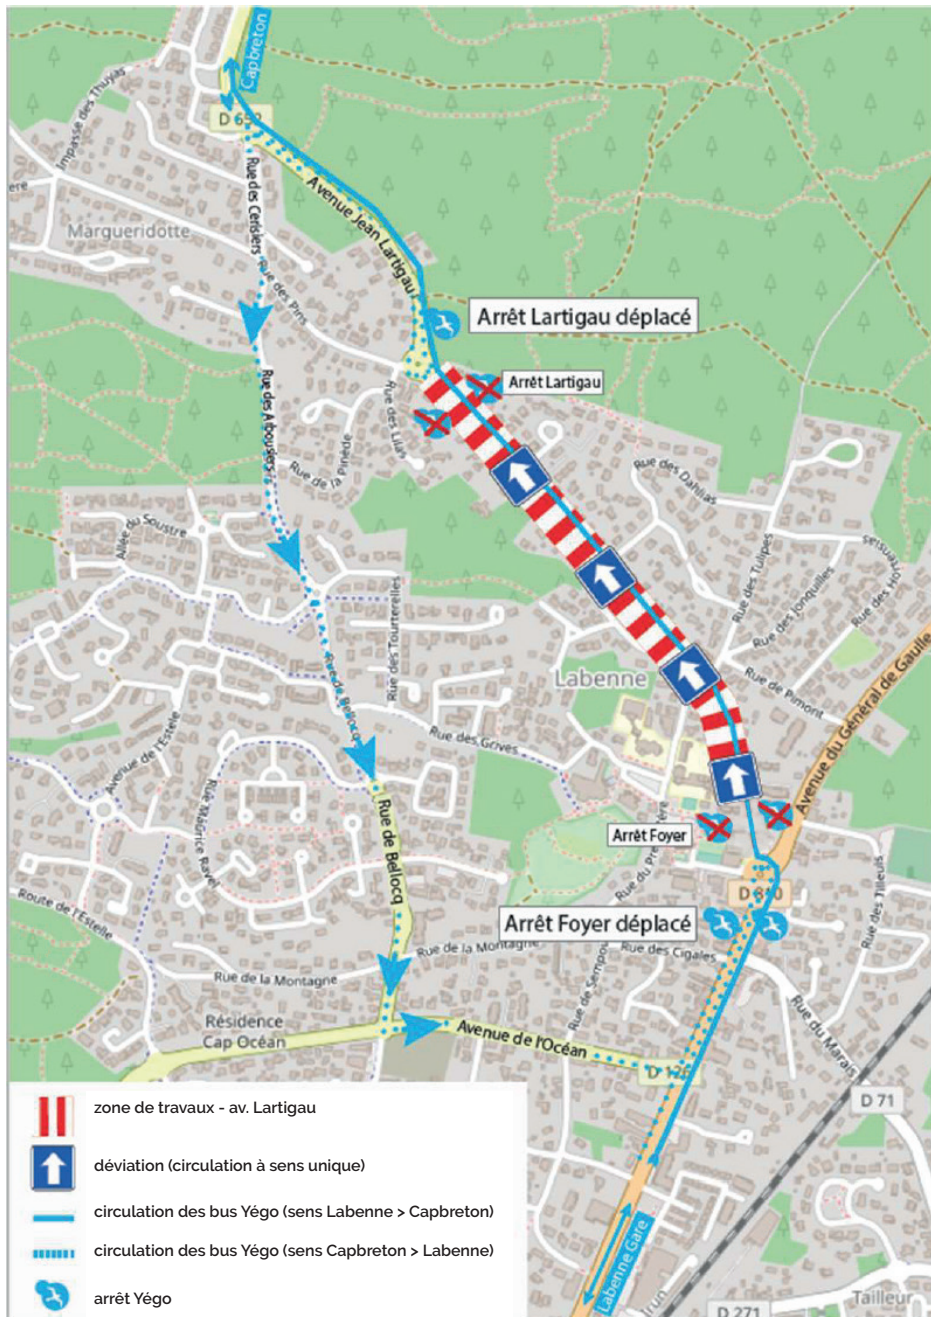 Capbreton
D 652
Impasse des Thuyas
Rue des Cerisiers
Avenue Jean Lartigau
Margueridotte
Rue des Pins
Arrêt Lartigau déplacé
Arrêt Lartigau
Rue des Lilas
Rue des Arbousiers
Rue de la Pinède
Rue des Dahlias
Allée du Soustre
Rue des Tulipes
Rue des Jonquilles
Rue des Tourterelles
Rue de Bellocq
Labenne
Rue de Pimont
Avenue du Général de Gaulle
Avenue de l'Estele
Rue des Grives
Rue Maurice Ravel
Rue de Bellocq
Arrêt Foyer
D 810
Route de l'Estelle
Arrêt Foyer déplacé
Rue des Tilleuls
Rue de la Montagne
Rue des Cigales
Rue de la Montagne
Résidence
Cap Océan
Avenue de l'Océan
Rue du Marais
D 126
D 71
zone de travaux - av. Lartigau
déviation (circulation à sens unique)
circulation des bus Yégo (sens Labenne > Capbreton)
circulation des bus Yégo (sens Capbreton > Labenne)
arrêt Yégo
Labenne Gare
Tailleur
D 271